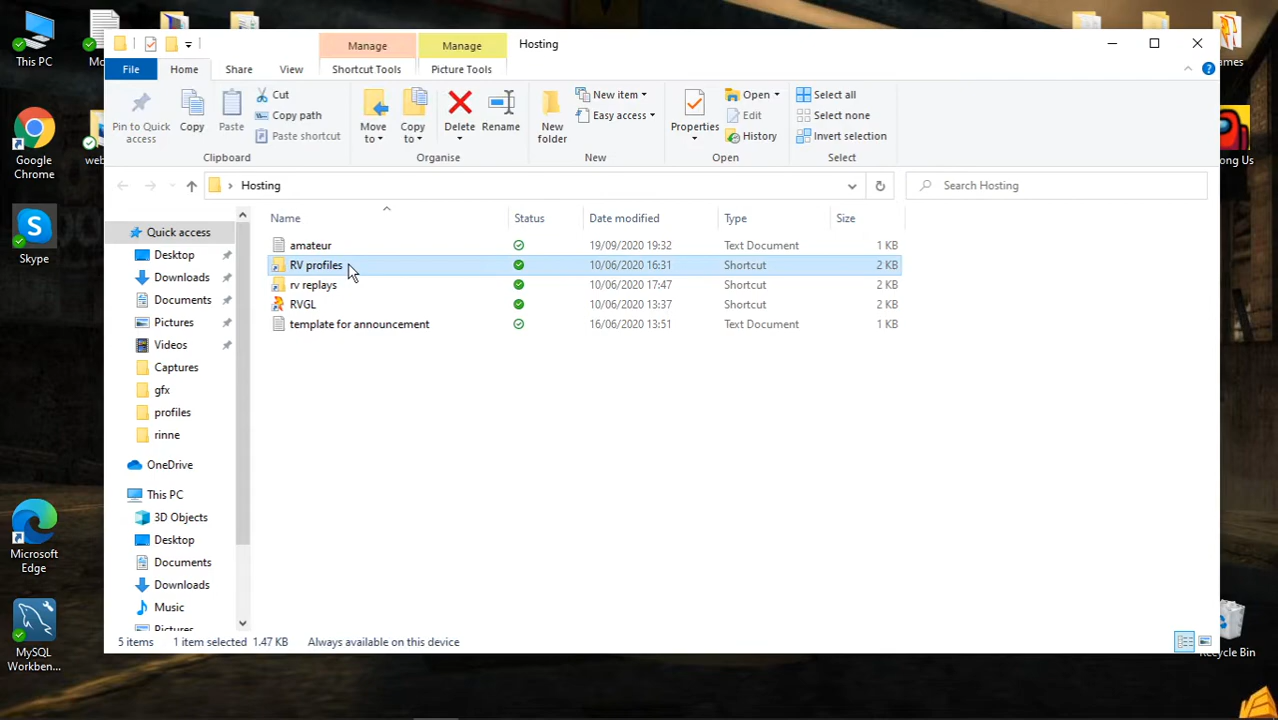 Manage
Manage
Hosting
File
Home
Share
View
Shortcut Tools
Picture Tools
Pin to Quick
access
Copy
Paste
Cut
Copy path
Paste shortcut
Clipboard
Move
to
Copy
to
Delete
Rename
Organise
New
folder
New item
Easy access
New
Properties
Open
Edit
History
Open
Select all
Select none
Invert selection
Select
Hosting
Search Hosting
Name
Status
Date modified
Type
Size
amateur 19/09/2020 19:32 Text Document 1 KB
RV profiles 10/06/2020 16:31 Shortcut 2 KB
rv replays 10/06/2020 17:47 Shortcut 2 KB
RVGL 10/06/2020 13:37 Shortcut 2 KB
template for announcement 16/06/2020 13:51 Text Document 1 KB
Quick access
Desktop
Downloads
Documents
Pictures
Videos
Captures
gfx
profiles
rinne
OneDrive
This PC
3D Objects
Desktop
Documents
Downloads
Music
Pictures
5 items 1 item selected 1.47 KB Always available on this device
This PC
Google
Chrome
Skype
Microsoft
Edge
MySQL
Workben...
web
ames
ong Us
Recycle Bin